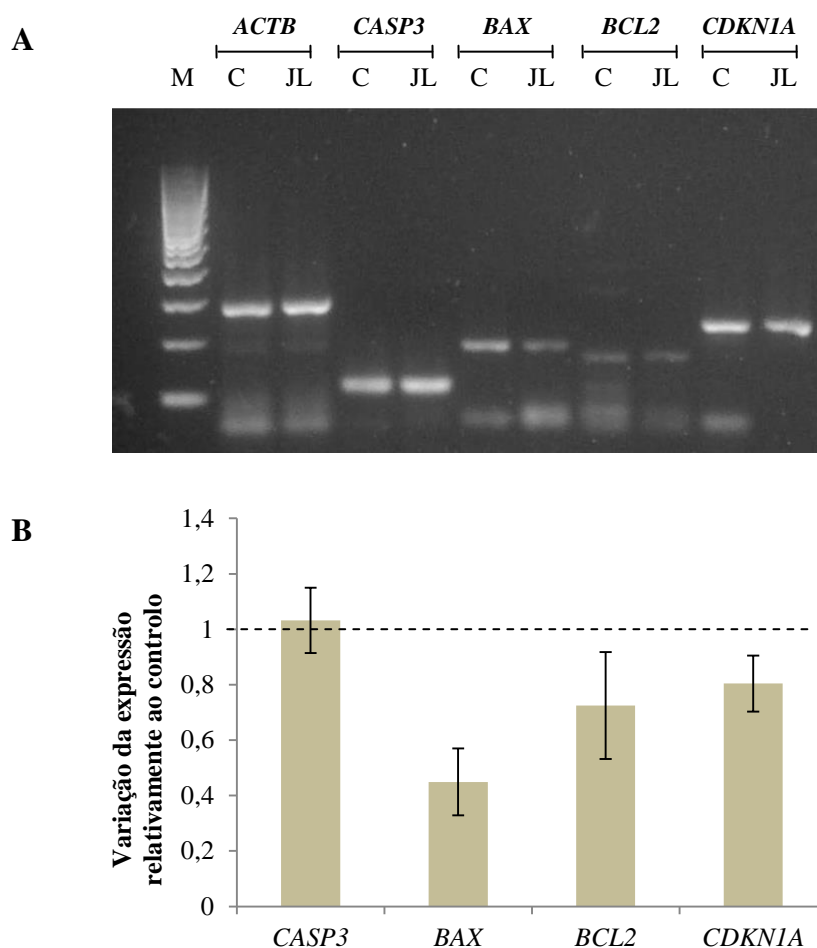 A
ACTB CASP3 BAX BCL2 CDKN1A
M C JL C JL C JL C JL C JL
B
Variação da expressão
relativamente ao controlo
1,4
1,2
1
0,8
0,6
0,4
0,2
0
CASP3 BAX BCL2 CDKN1A